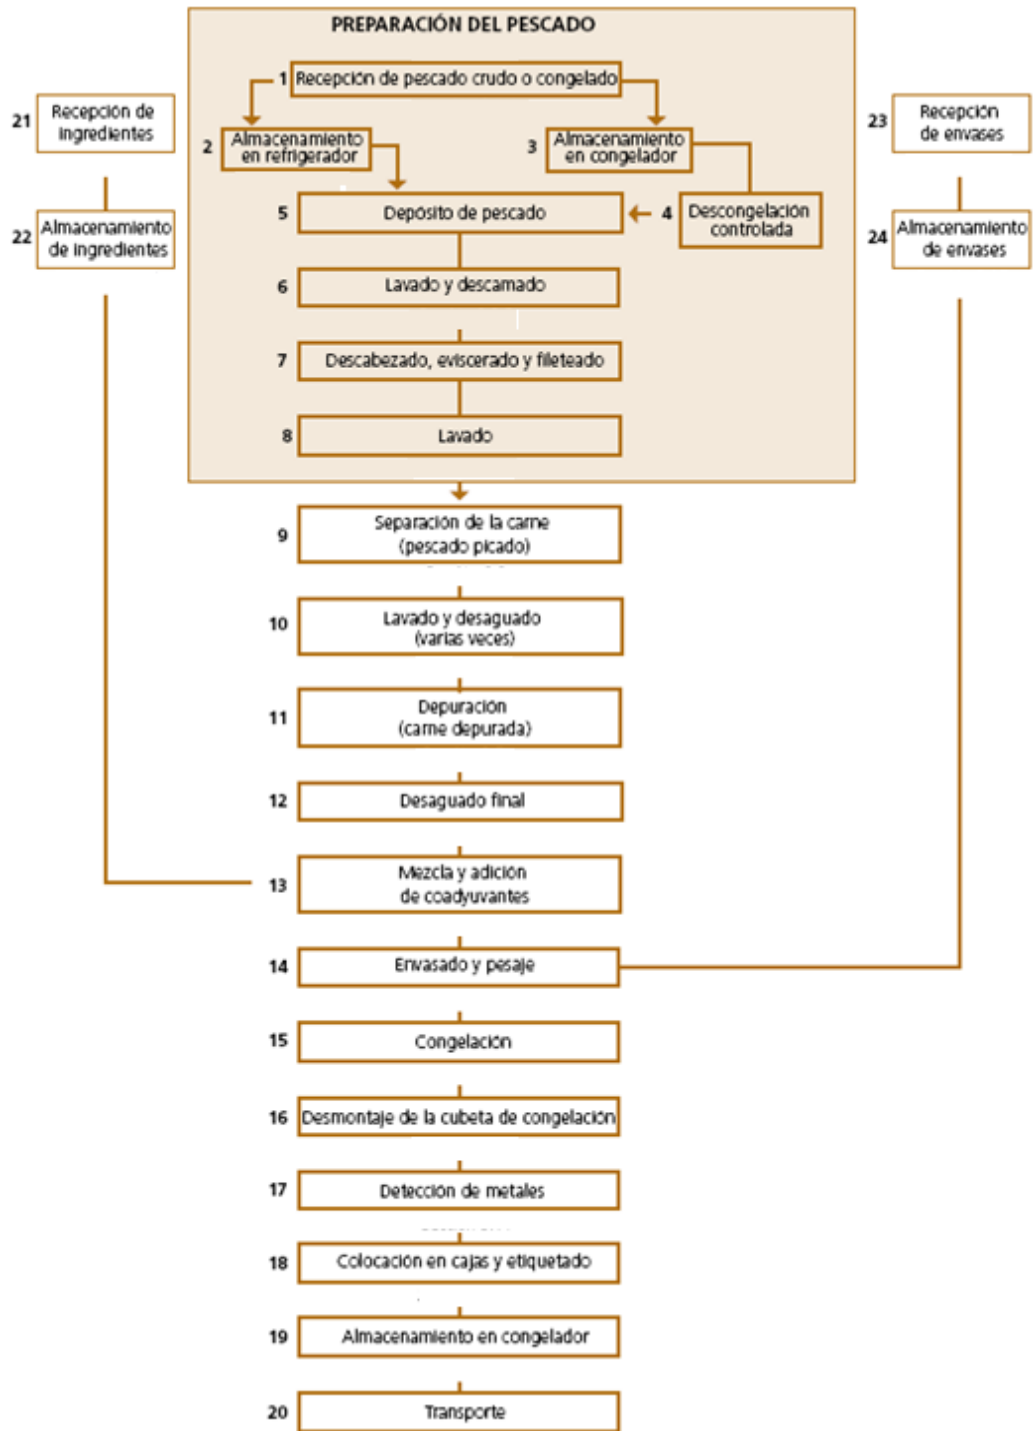 PREPARACIÓN DEL PESCADO
1 Recepción de pescado crudo o congelado
21 Recepción de
ingredientes
23 Recepción
de envases
2 Almacenamiento
en refrigerador
3 Almacenamiento
en congelador
5 Depósito de pescado
4 Descongelación
controlada
22 Almacenamiento
de ingredientes
24 Almacenamiento
de envases
6 Lavado y descamado
7 Descabezado, eviscerado y fileteado
8 Lavado
9 Separación de la carne
(pescado picado)
10 Lavado y desaguado
(varias veces)
11 Depuración
(carne depurada)
12 Desaguado final
13 Mezcla y adición
de coadyuvantes
14 Envasado y pesaje
15 Congelación
16 Desmontaje de la cubeta de congelación
17 Detección de metales
18 Colocación en cajas y etiquetado
19 Almacenamiento en congelador
20 Transporte